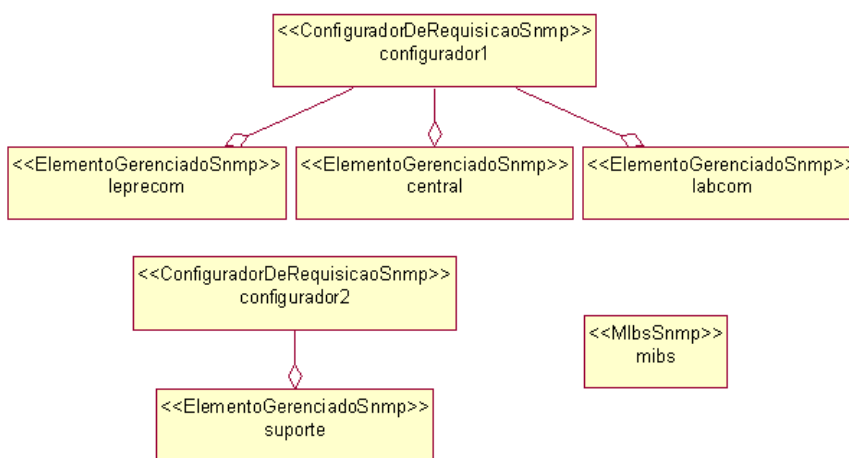 <<ConfiguradorDeRequisicaoSnmp>>
configurador1
<<ElementoGerenciadoSnmp>>
leprecom
<<ElementoGerenciadoSnmp>>
central
<<ElementoGerenciadoSnmp>>
labcom
<<ConfiguradorDeRequisicaoSnmp>>
configurador2
<<MIbsSnmp>>
mibs
<<ElementoGerenciadoSnmp>>
suporte